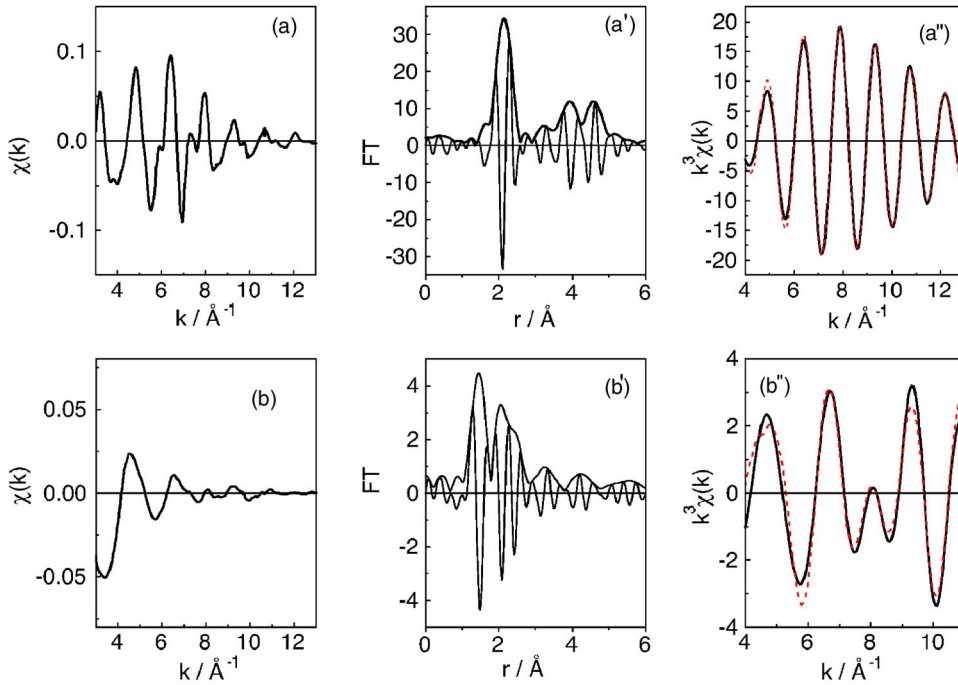 (a)
0.1
0.0
-0.1
χ(k)
4 6 8 10 12
k / Å⁻¹
(a')
30
20
10
0
-10
-20
-30
FT
0 2 4 6
r / Å
(a'')
20
15
10
5
0
-5
-10
-15
-20
k³χ(k)
4 6 8 10 12
k / Å⁻¹
(b)
0.05
0.00
-0.05
χ(k)
4 6 8 10 12
k / Å⁻¹
(b')
4
2
0
-2
-4
FT
0 2 4 6
r / Å
(b'')
4
2
0
-2
-4
k³χ(k)
4 6 8 10
k / Å⁻¹